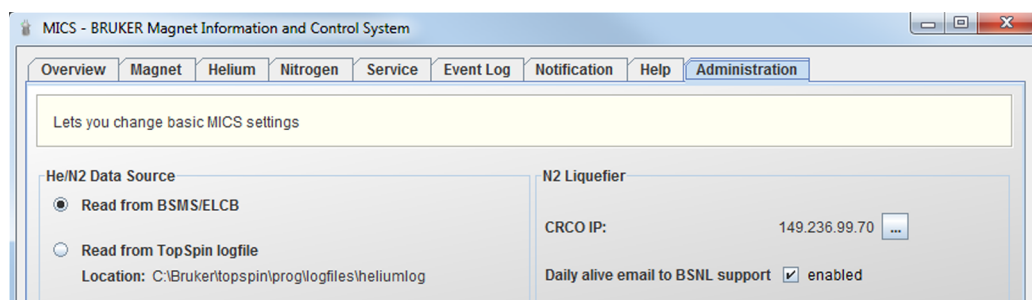 MICS - BRUKER Magnet Information and Control System
Overview Magnet Helium Nitrogen Service Event Log Notification Help Administration
Lets you change basic MICS settings
He/N2 Data Source
Read from BSMS/ELCB
Read from TopSpin logfile
Location: C:\Bruker\topspin\prog\logfiles\heliumlog
N2 Liquefier
CRCO IP: 149.236.99.70 ...
Daily alive email to BSNL support enabled